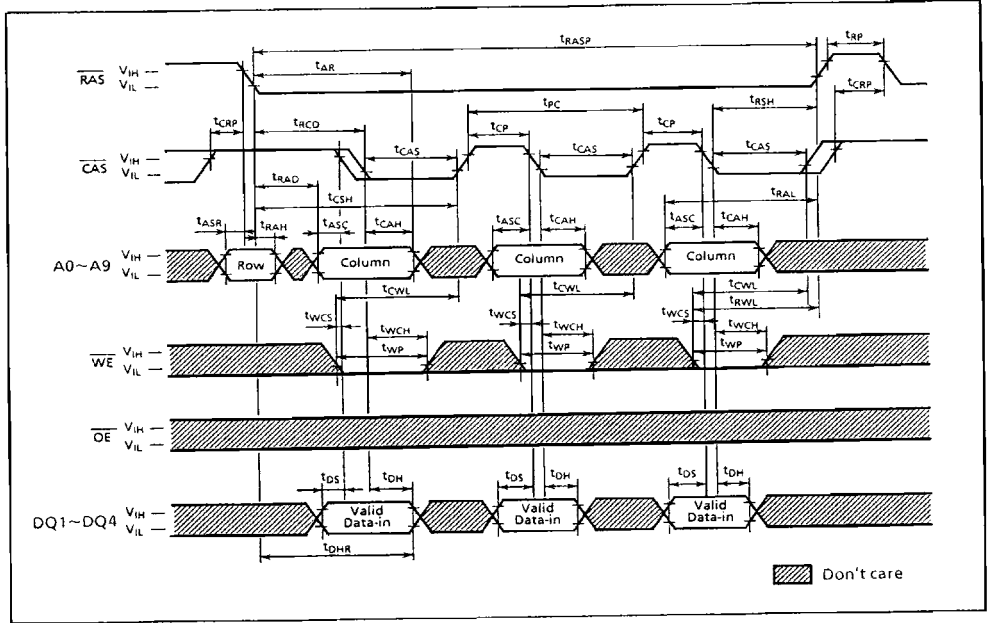 tRP
tRASP
tAR
RAS VIH
VIL
tCRP
tPC
tRSH
tCRP tRCD tCP tCP
tCAS tCAS tCAS
CAS VIH
VIL
tRAD
tCSH
tRAL
tASR tRAH tASC tCAH tASC tCAH tASC tCAH
A0~A9 VIH
VIL
Row Column Column Column
tCWL tCWL tCWL
tRWL
tWCS tWCS tWCS
tWCH tWCH tWCH
tWP tWP tWP
WE VIH
VIL
OE VIH
VIL
tDS tDH tDS tDH tDS tDH
DQ1~DQ4 VIH
VIL
Valid Data-in Valid Data-in Valid Data-in
tDHR
Don't care